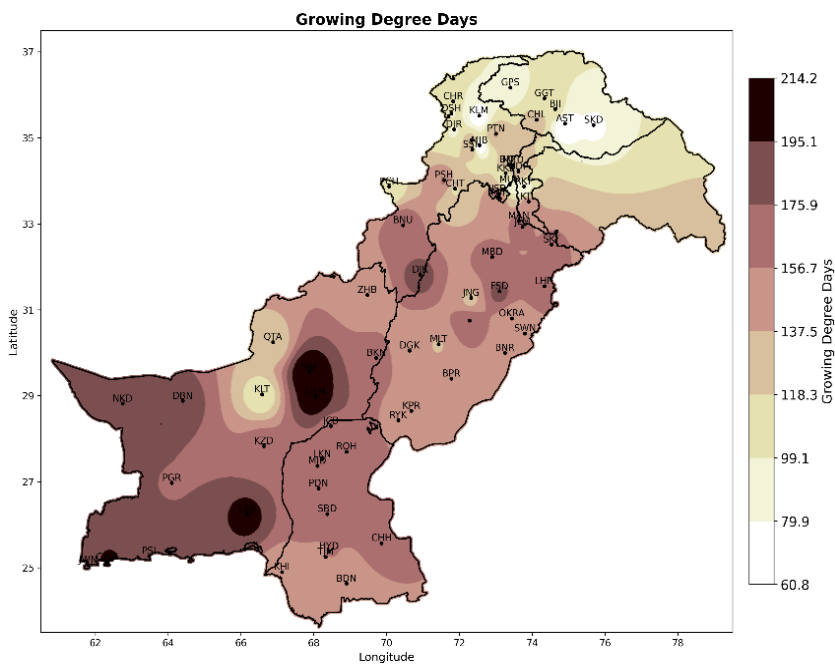 Growing Degree Days
37
35
33
31
29
27
25
Latitude
62
64
66
68
70
72
74
76
78
Longitude
214.2
195.1
175.9
156.7
137.5
118.3
99.1
79.9
60.8
Growing Degree Days
GPS
CHR
GGT
BJI
KLM
CHL
AST
SKD
DIR
PTN
PSH
CHT
BNU
MBD
ZHB
JNG
FSD
LHR
OKRA
SWN
QTA
MLT
DGK
BNR
BKN
BPR
NKD
DBN
KLT
KPR
RYK
JCB
KZD
ROH
LKN
MJD
PGR
PDN
SBD
HYD
CHH
PSI
JWN
KHI
BDN